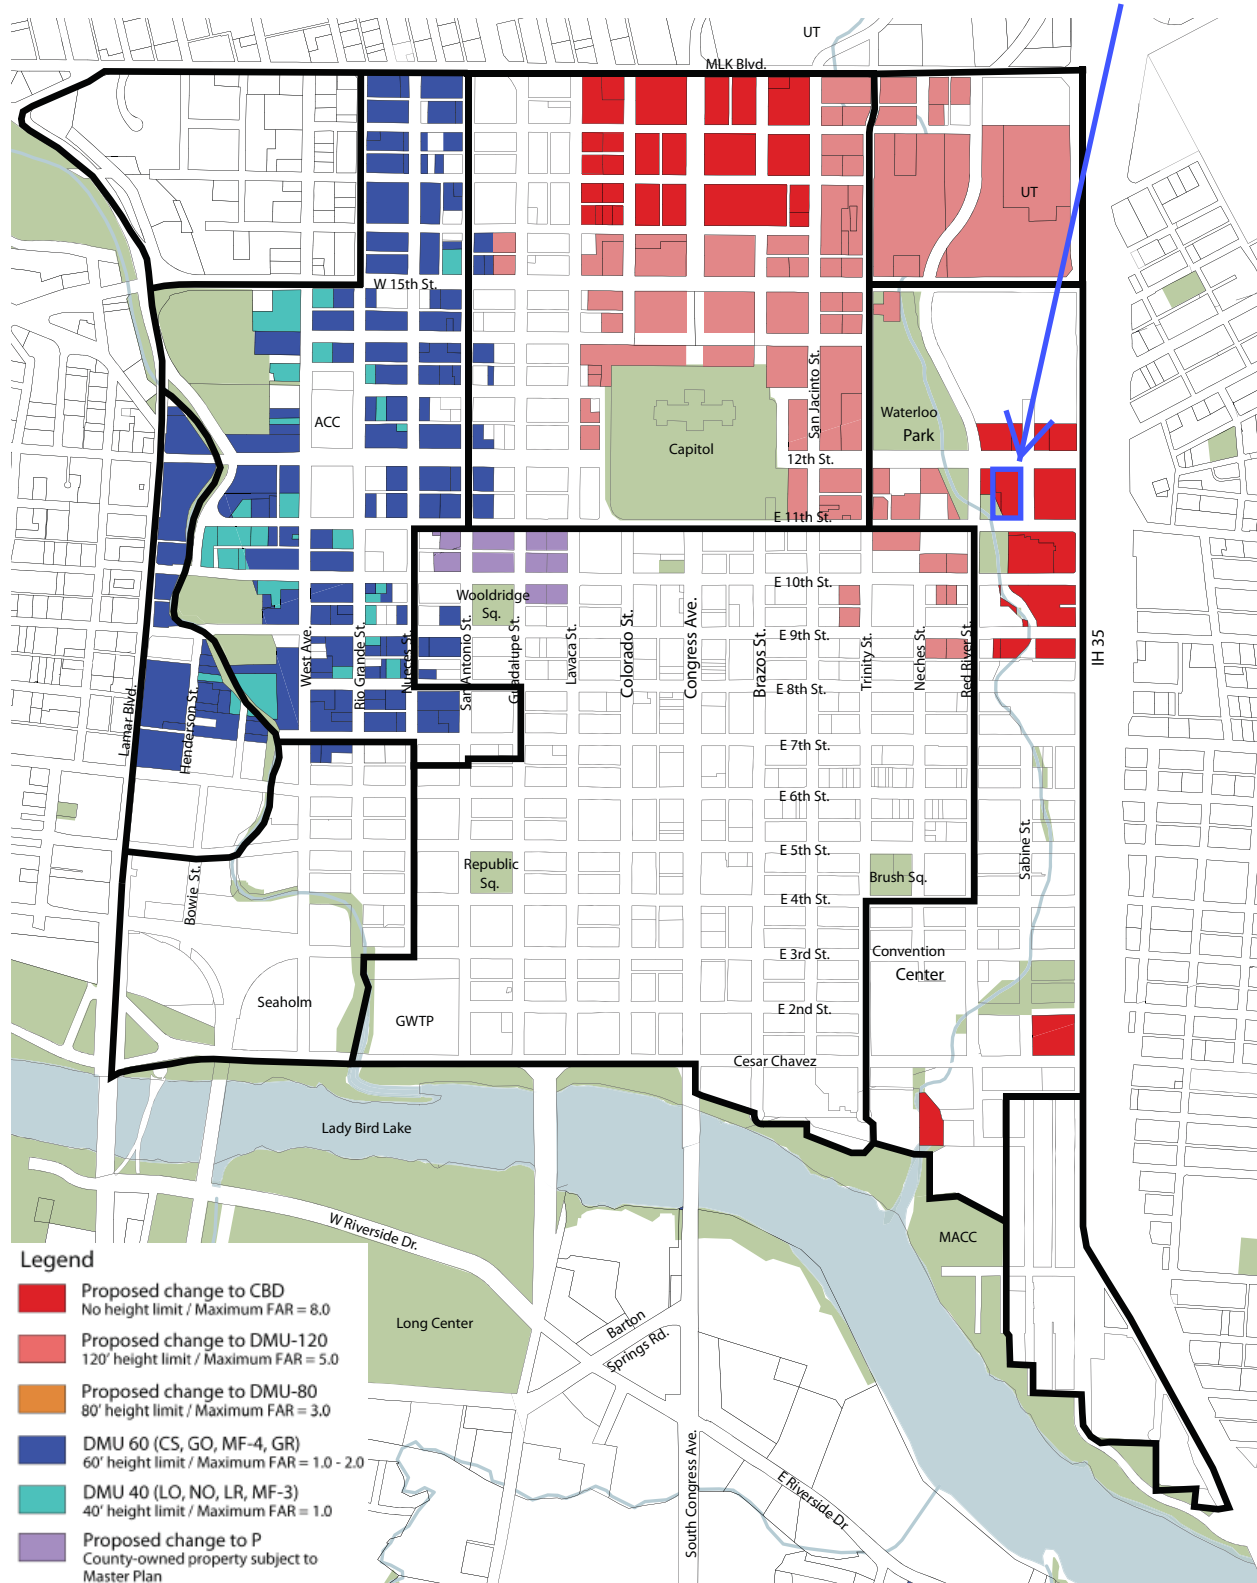 UT
MLK Blvd.
UT
W 15th St.
San Jacinto St.
ACC
Waterloo
Park
Capitol
12th St.
E 11th St.
E 10th St.
Wooldridge
Sq.
E 9th St.
West Ave.
Rio Grande St.
Nueces St.
San Antonio St.
Guadalupe St.
Lavaca St.
Colorado St.
Congress Ave.
Brazos St.
Trinity St.
Neches St.
Red River St.
IH 35
E 8th St.
Lamar Blvd.
Henderson St.
E 7th St.
E 6th St.
E 5th St.
Sabine St.
Republic
Sq.
Brush Sq.
Bowie St.
E 4th St.
E 3rd St.
Convention
Center
Seaholm
GWTP
E 2nd St.
Cesar Chavez
Lady Bird Lake
W Riverside Dr.
MACC
Long Center
Barton
Springs Rd.
South Congress Ave.
E Riverside Dr
Legend
Proposed change to CBD
No height limit / Maximum FAR = 8.0
Proposed change to DMU-120
120' height limit / Maximum FAR = 5.0
Proposed change to DMU-80
80' height limit / Maximum FAR = 3.0
DMU 60 (CS, GO, MF-4, GR)
60' height limit / Maximum FAR = 1.0 - 2.0
DMU 40 (LO, NO, LR, MF-3)
40' height limit / Maximum FAR = 1.0
Proposed change to P
County-owned property subject to
Master Plan